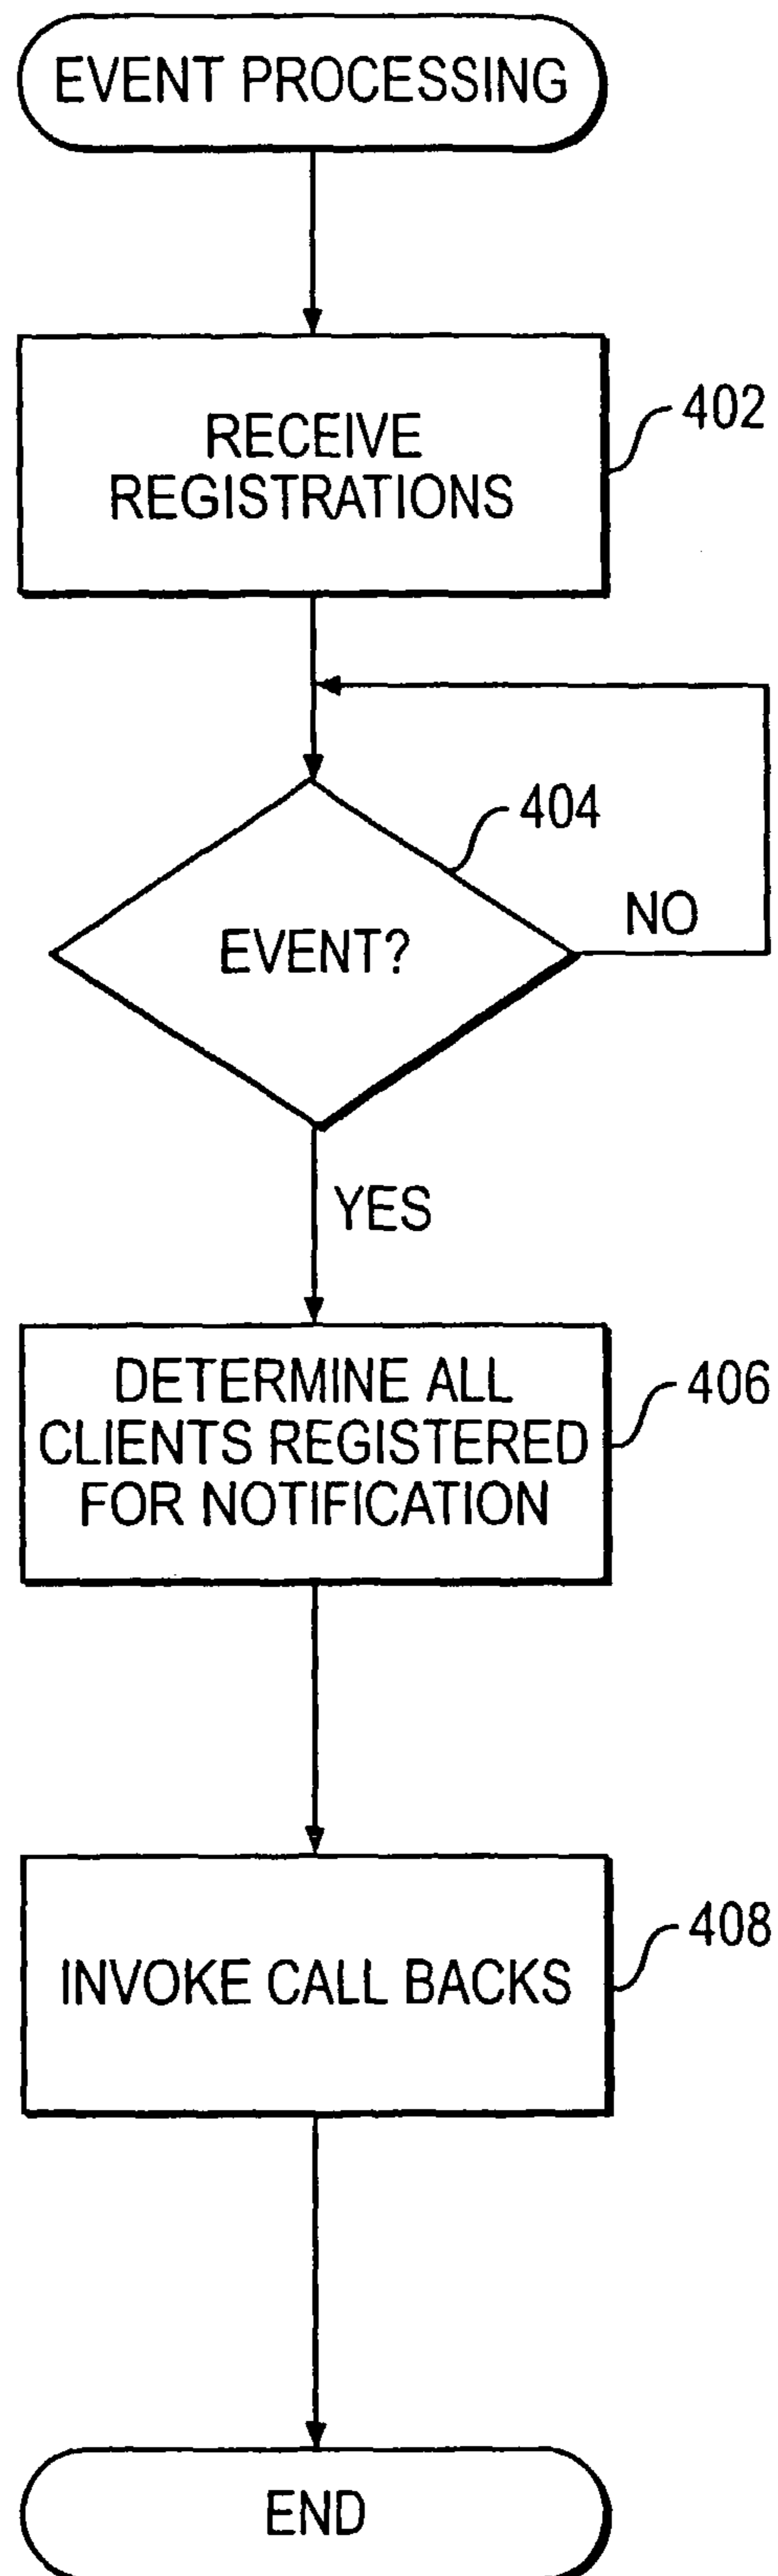 EVENT PROCESSING
RECEIVE
REGISTRATIONS
402
404
EVENT?
NO
YES
DETERMINE ALL
CLIENTS REGISTERED
FOR NOTIFICATION
406
INVOKE CALL BACKS
408
END